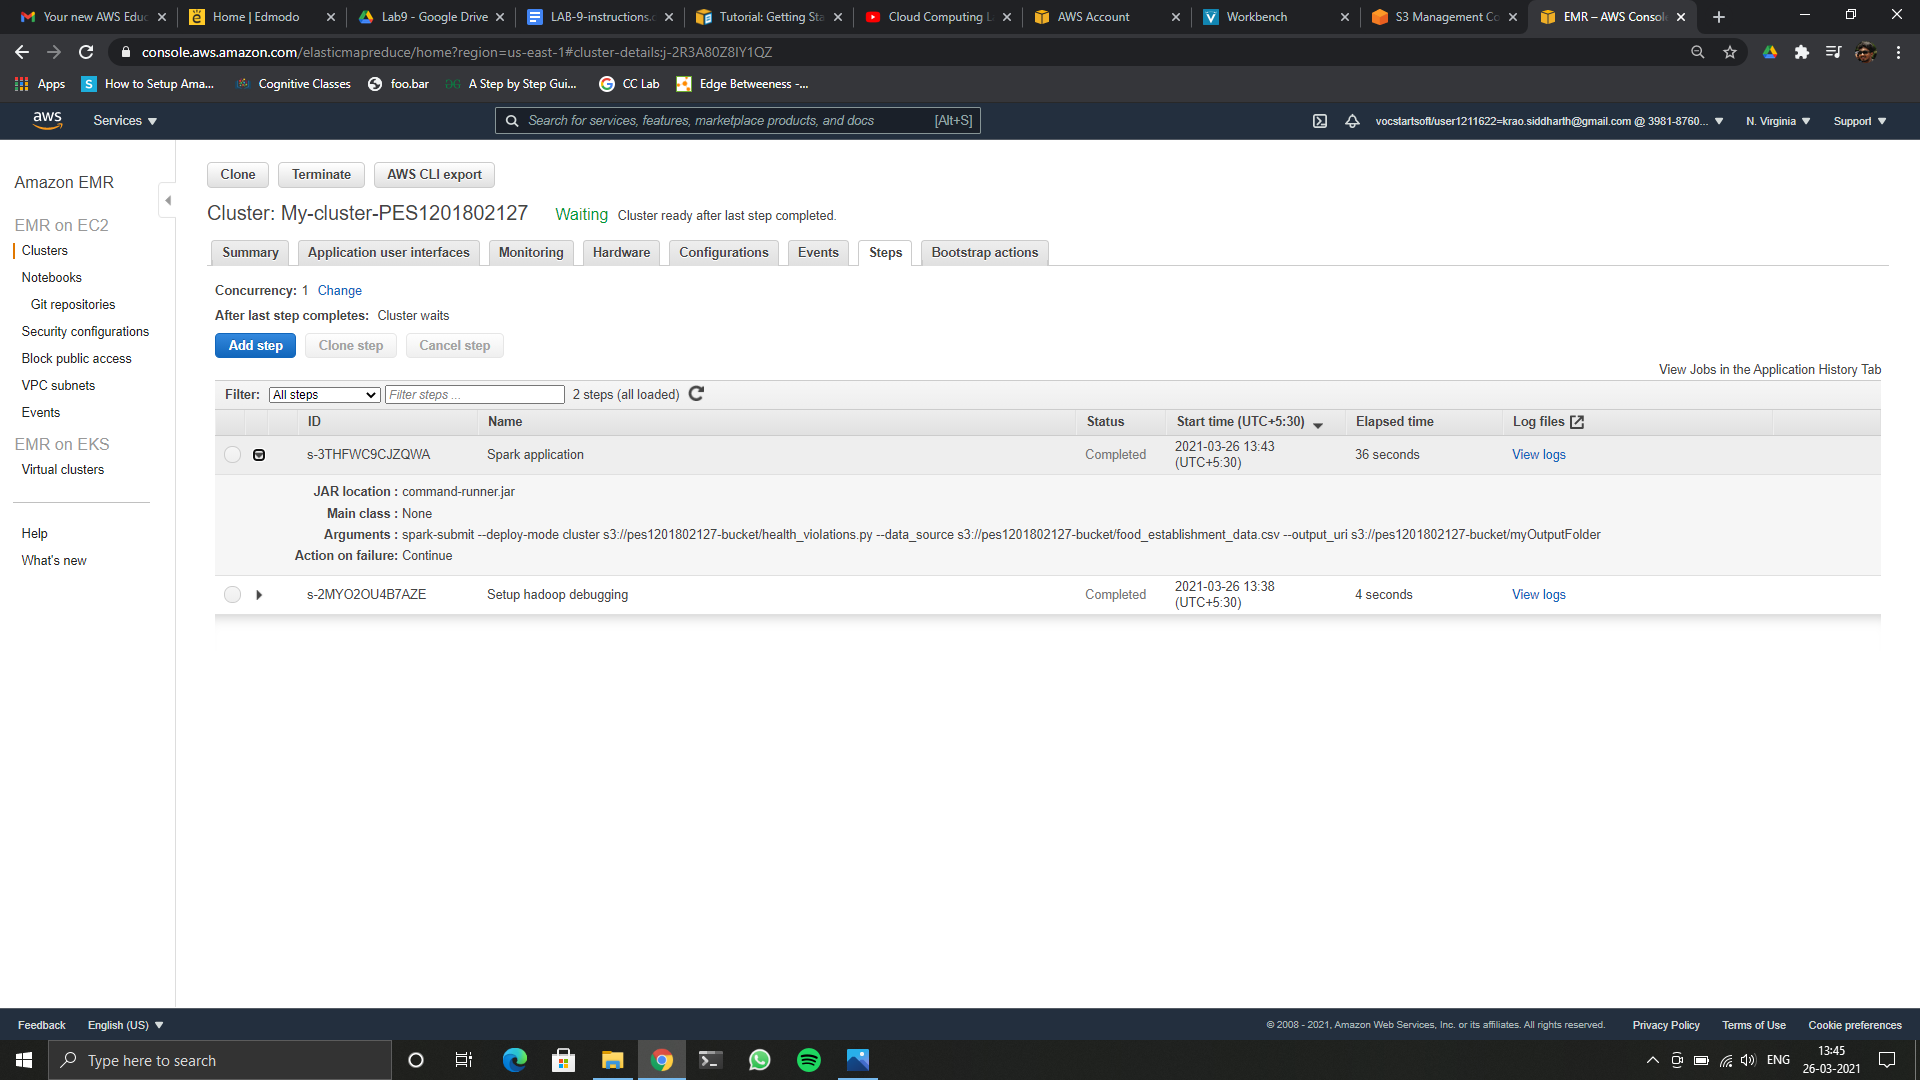 Your new AWS Educ
Home | Edmodo
Lab9 - Google Drive
LAB-9-instructions.
Tutorial: Getting Sta
Cloud Computing L
AWS Account
Workbench
S3 Management Co
EMR – AWS Consol
console.aws.amazon.com/elasticmapreduce/home?region=us-east-1#cluster-details:j-2R3A80Z8IY1QZ
Apps
How to Setup Ama...
Cognitive Classes
foo.bar
A Step by Step Gui...
CC Lab
Edge Betweeness -...
aws
Services
Search for services, features, marketplace products, and docs
[Alt+S]
vocstartsoft/user1211622=krao.siddharth@gmail.com @ 3981-8760...
N. Virginia
Support
Amazon EMR
EMR on EC2
Clusters
Notebooks
Git repositories
Security configurations
Block public access
VPC subnets
Events
EMR on EKS
Virtual clusters
Help
What's new
Clone
Terminate
AWS CLI export
Cluster: My-cluster-PES1201802127
Waiting
Cluster ready after last step completed.
Summary
Application user interfaces
Monitoring
Hardware
Configurations
Events
Steps
Bootstrap actions
Concurrency: 1 Change
After last step completes: Cluster waits
Add step
Clone step
Cancel step
View Jobs in the Application History Tab
Filter: All steps Filter steps ... 2 steps (all loaded)
ID Name Status Start time (UTC+5:30) Elapsed time Log files
s-3THFWC9CJZQWA Spark application Completed 2021-03-26 13:43 (UTC+5:30) 36 seconds View logs
JAR location : command-runner.jar
Main class : None
Arguments : spark-submit --deploy-mode cluster s3://pes1201802127-bucket/health_violations.py --data_source s3://pes1201802127-bucket/food_establishment_data.csv --output_uri s3://pes1201802127-bucket/myOutputFolder
Action on failure: Continue
s-2MYO2OU4B7AZE Setup hadoop debugging Completed 2021-03-26 13:38 (UTC+5:30) 4 seconds View logs
Feedback
English (US)
© 2008 - 2021, Amazon Web Services, Inc. or its affiliates. All rights reserved.
Privacy Policy
Terms of Use
Cookie preferences
Type here to search
ENG
13:45
26-03-2021